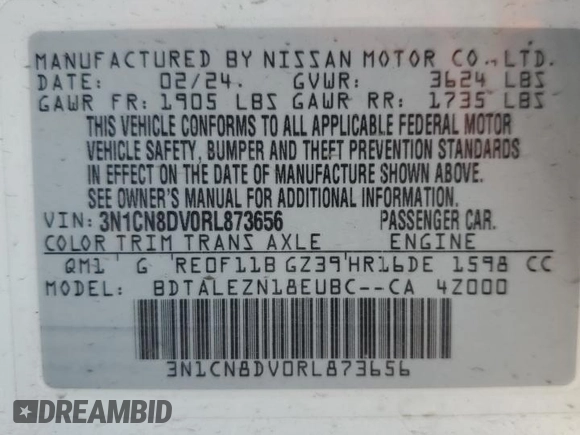 MANUFACTURED BY NISSAN MOTOR CO., LTD.
DATE: 02/24. GVWR: 3624 LBS
GAWR FR: 1905 LBS GAWR RR: 1735 LBS
THIS VEHICLE CONFORMS TO ALL APPLICABLE FEDERAL MOTOR
VEHICLE SAFETY, BUMPER AND THEFT PREVENTION STANDARDS
IN EFFECT ON THE DATE OF MANUFACTURE SHOWN ABOVE.
SEE OWNER'S MANUAL FOR ADDITIONAL INFORMATION.
VIN: 3N1CN8DV0RL873656 PASSENGER CAR.
COLOR TRIM TRANS AXLE ENGINE
QM1 G RE0F11B GZ39 HR16DE 1598 CC
MODEL: BDTALEZN18EUBC--CA 4Z000
3N1CN8DV0RL873656
DREAMBID